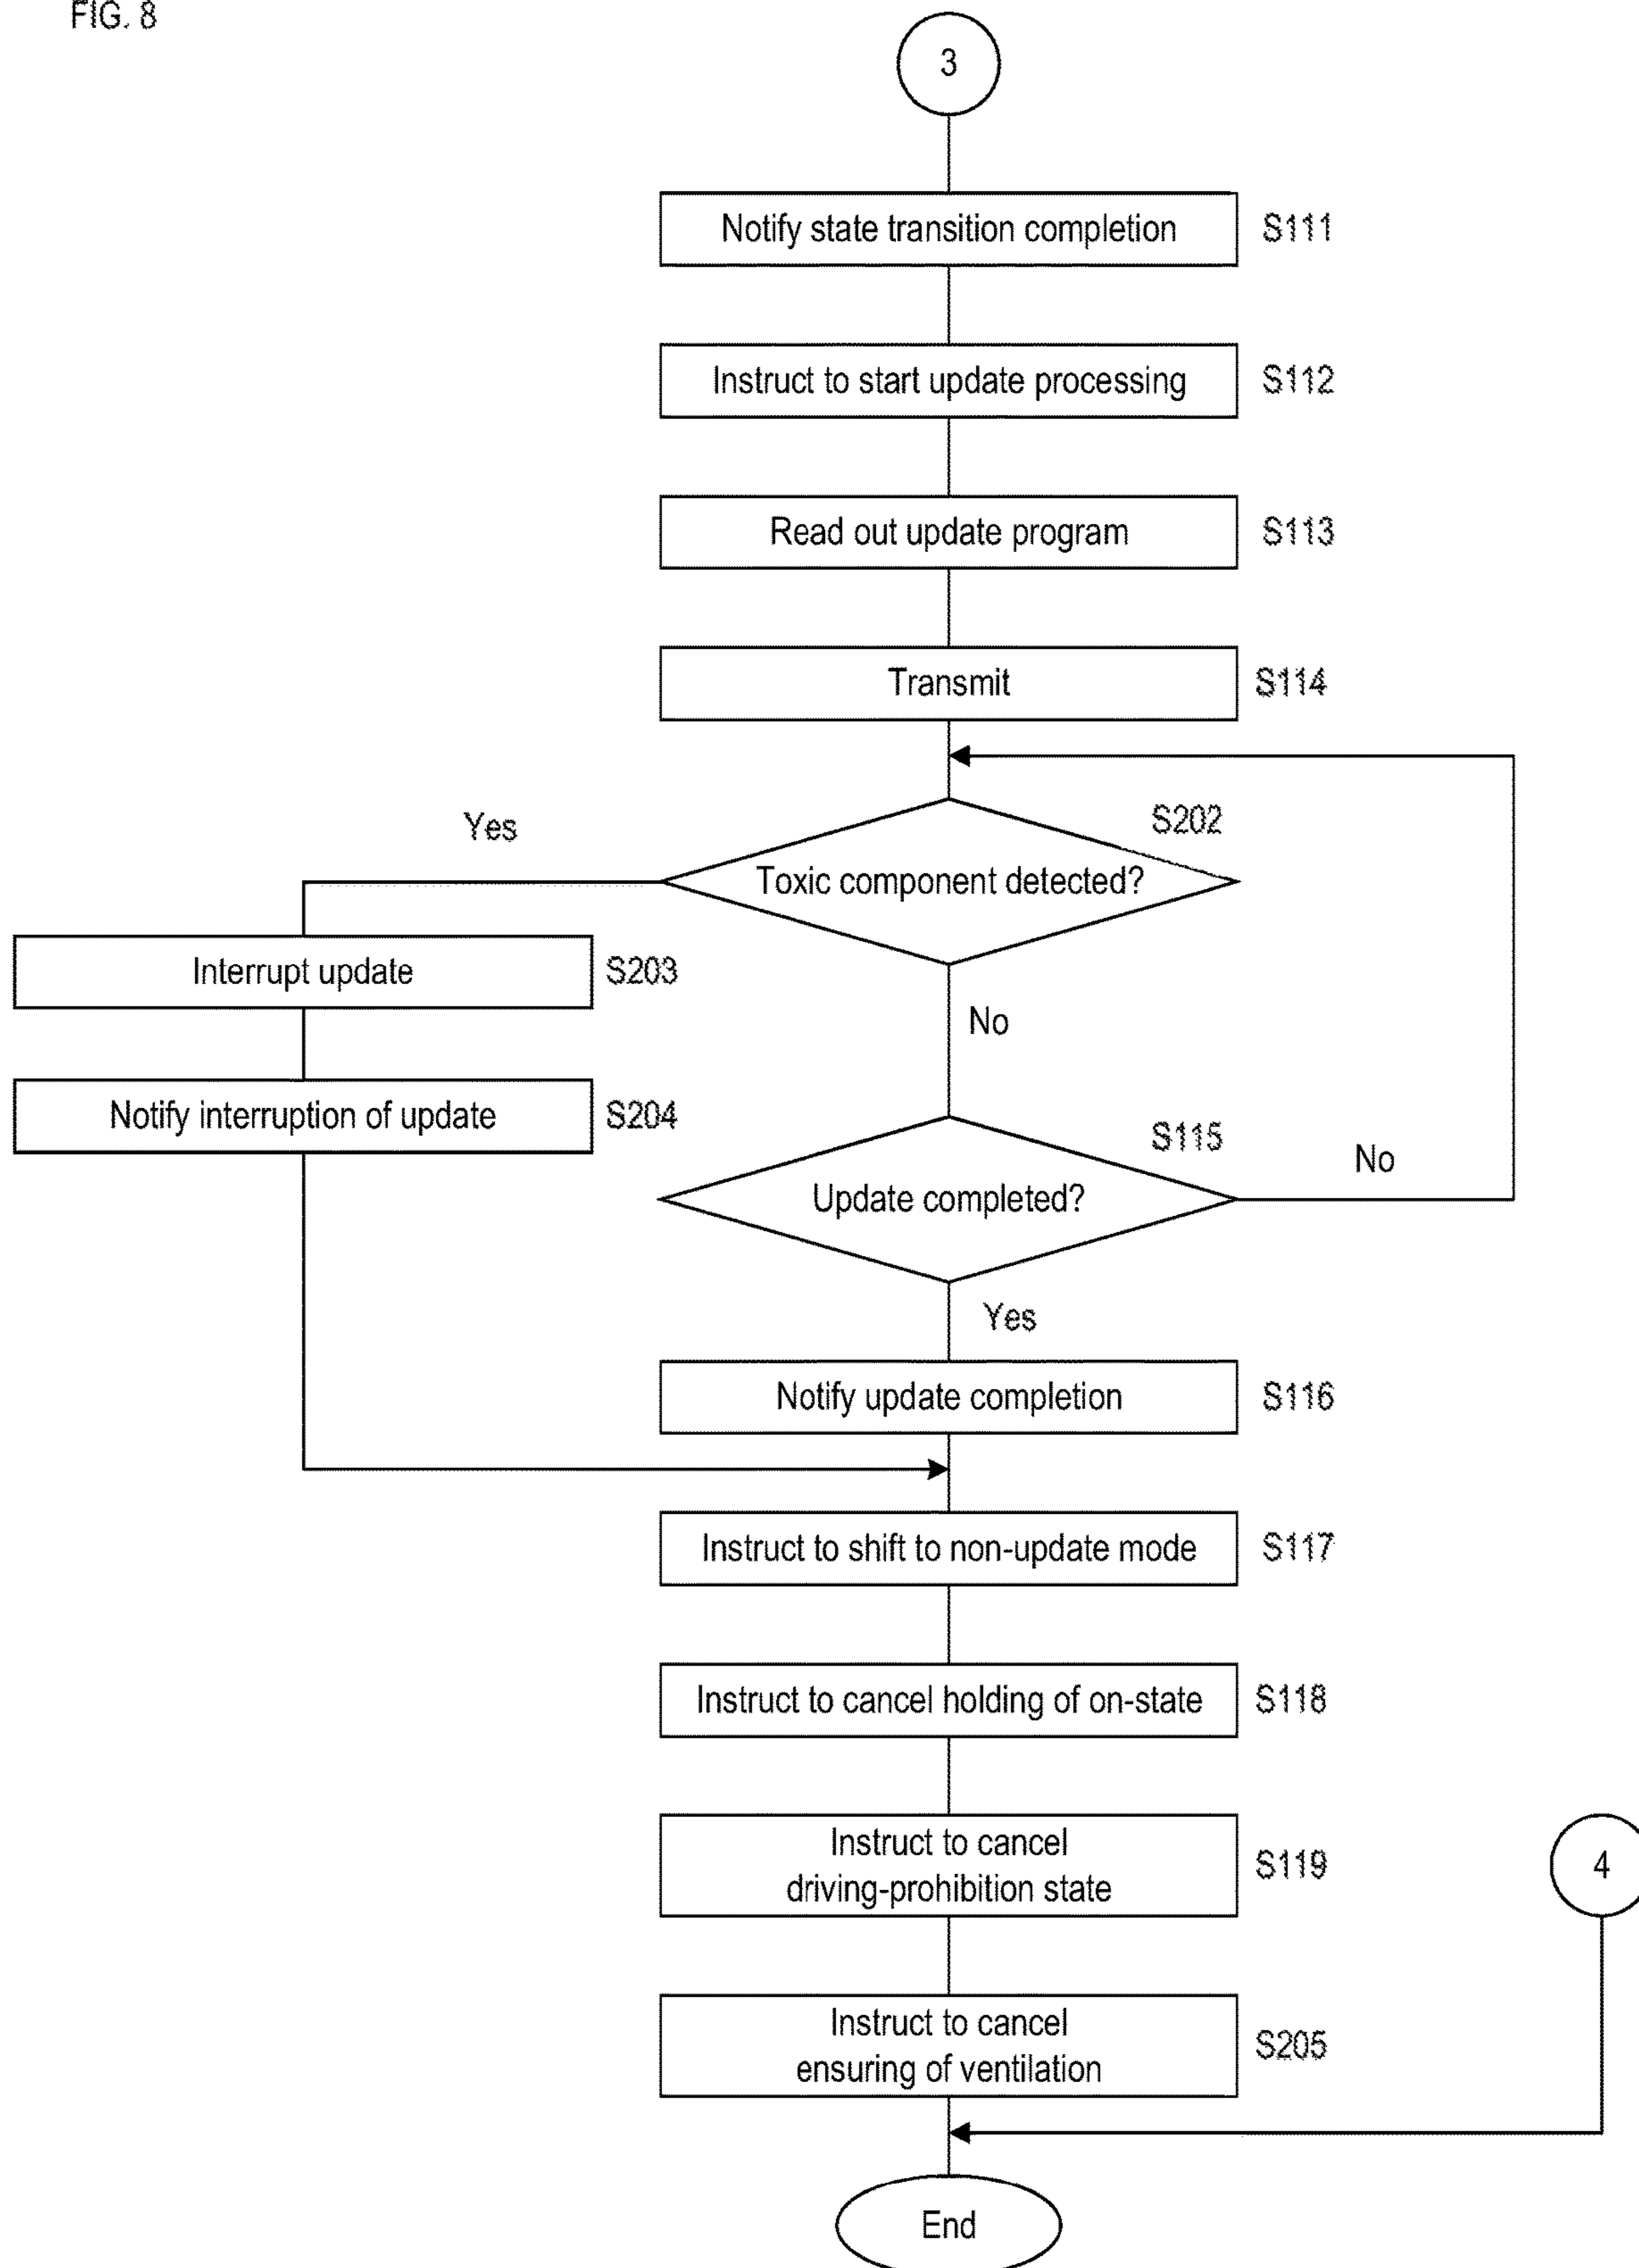 FIG. 8
3
Notify state transition completion
S111
Instruct to start update processing
S112
Read out update program
S113
Transmit
S114
Yes
S202
Toxic component detected?
Interrupt update
S203
No
Notify interruption of update
S204
S115
No
Update completed?
Yes
Notify update completion
S116
Instruct to shift to non-update mode
S117
Instruct to cancel holding of on-state
S118
Instruct to cancel
driving-prohibition state
S119
4
Instruct to cancel
ensuring of ventilation
S205
End